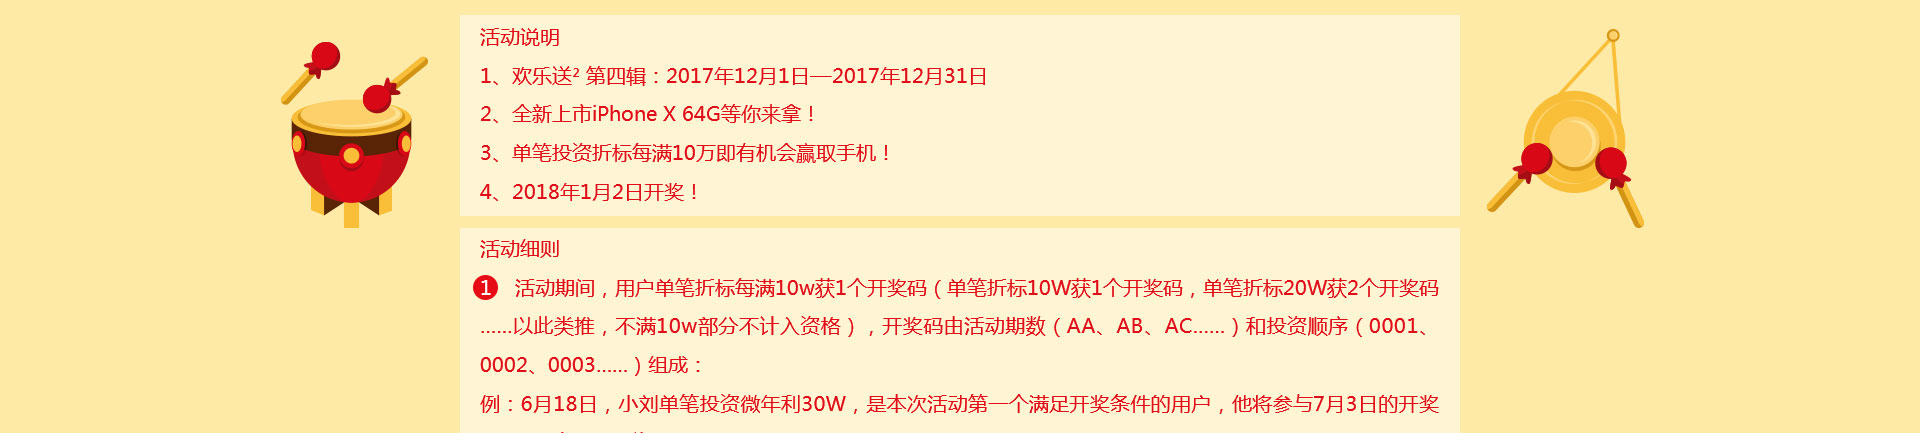 活动说明
1、欢乐送² 第四辑：2017年12月1日—2017年12月31日
2、全新上市iPhone X 64G等你来拿！
3、单笔投资折标每满10万即有机会赢取手机！
4、2018年1月2日开奖！
活动细则
1 活动期间，用户单笔折标每满10w获1个开奖码（单笔折标10W获1个开奖码，单笔折标20W获2个开奖码
……以此类推，不满10w部分不计入资格），开奖码由活动期数（AA、AB、AC……）和投资顺序（0001、
0002、0003……）组成：
例：6月18日，小刘单笔投资微年利30W，是本次活动第一个满足开奖条件的用户，他将参与7月3日的开奖